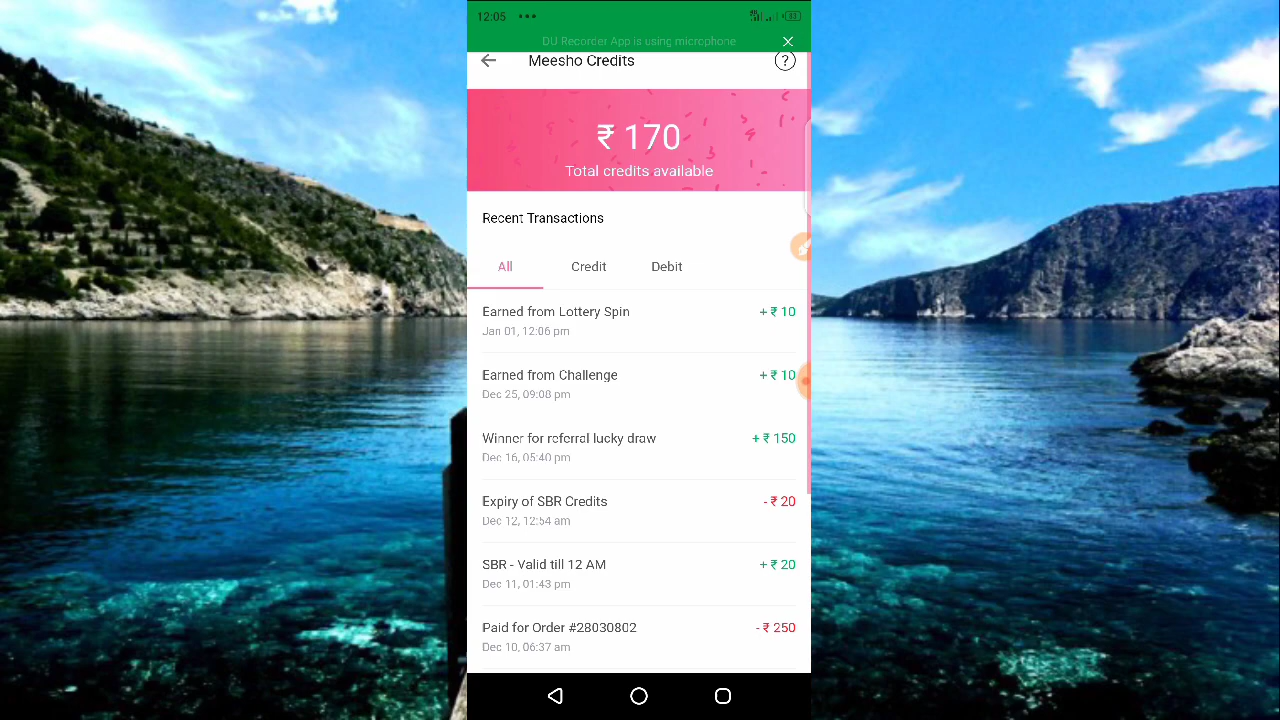 12:05
DU Recorder App is using microphone
Meesho Credits
₹ 170
Total credits available
Recent Transactions
All Credit Debit
Earned from Lottery Spin + ₹ 10
Jan 01, 12:06 pm
Earned from Challenge + ₹ 10
Dec 25, 09:08 pm
Winner for referral lucky draw + ₹ 150
Dec 16, 05:40 pm
Expiry of SBR Credits - ₹ 20
Dec 12, 12:54 am
SBR - Valid till 12 AM + ₹ 20
Dec 11, 01:43 pm
Paid for Order #28030802 - ₹ 250
Dec 10, 06:37 am